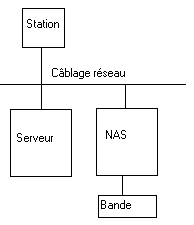 Station
Câblage réseau
Serveur
NAS
Bande